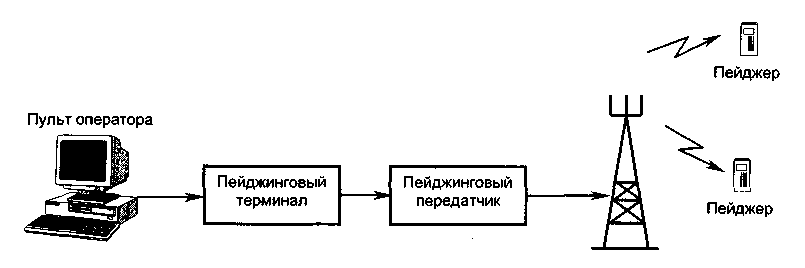 Пейджер
Пульт оператора
Пейджинговый
терминал
Пейджинговый
передатчик
Пейджер